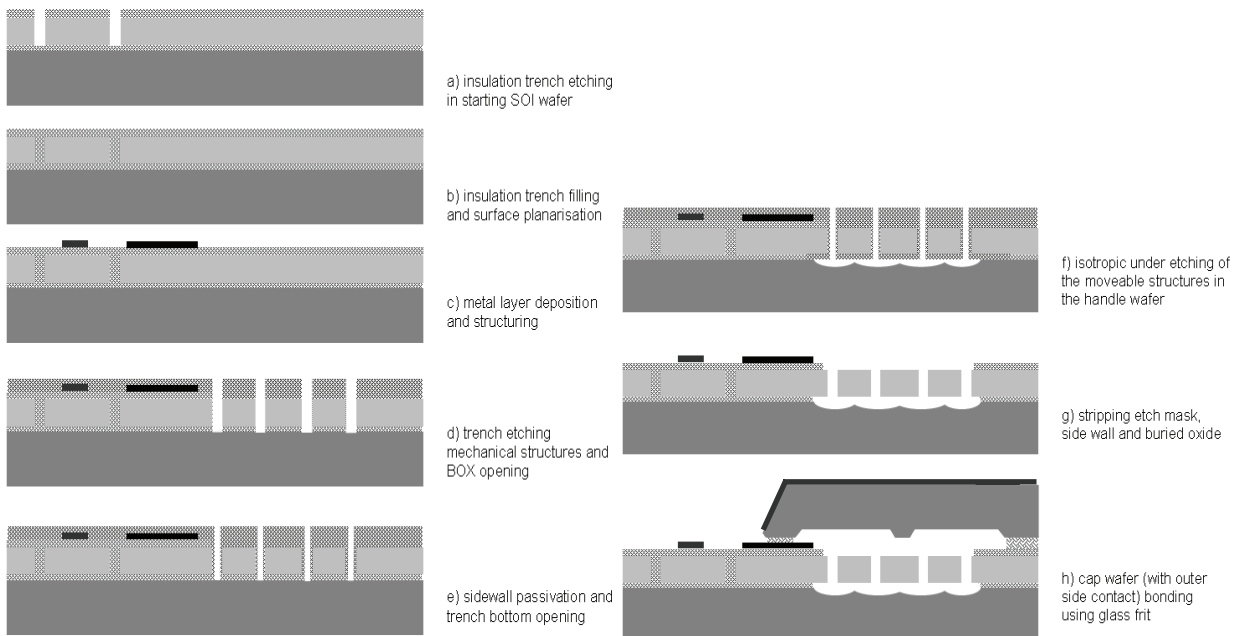 a) insulation trench etching
in starting SOI wafer
b) insulation trench filling
and surface planarisation
c) metal layer deposition
and structuring
d) trench etching
mechanical structures and
BOX opening
e) sidewall passivation and
trench bottom opening
f) isotropic under etching of
the moveable structures in
the handle wafer
g) stripping etch mask,
side wall and buried oxide
h) cap wafer (with outer
side contact) bonding
using glass frit